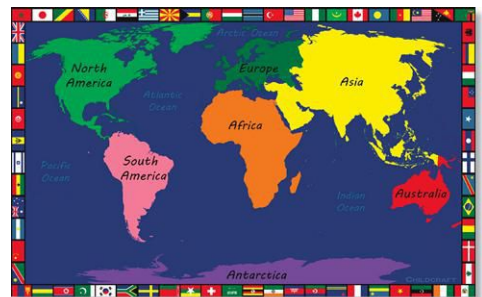 Arctic Ocean
North
America
Europe
Asia
Atlantic
Ocean
Africa
Pacific
Ocean
South
America
Indian
Ocean
Australia
Antarctica